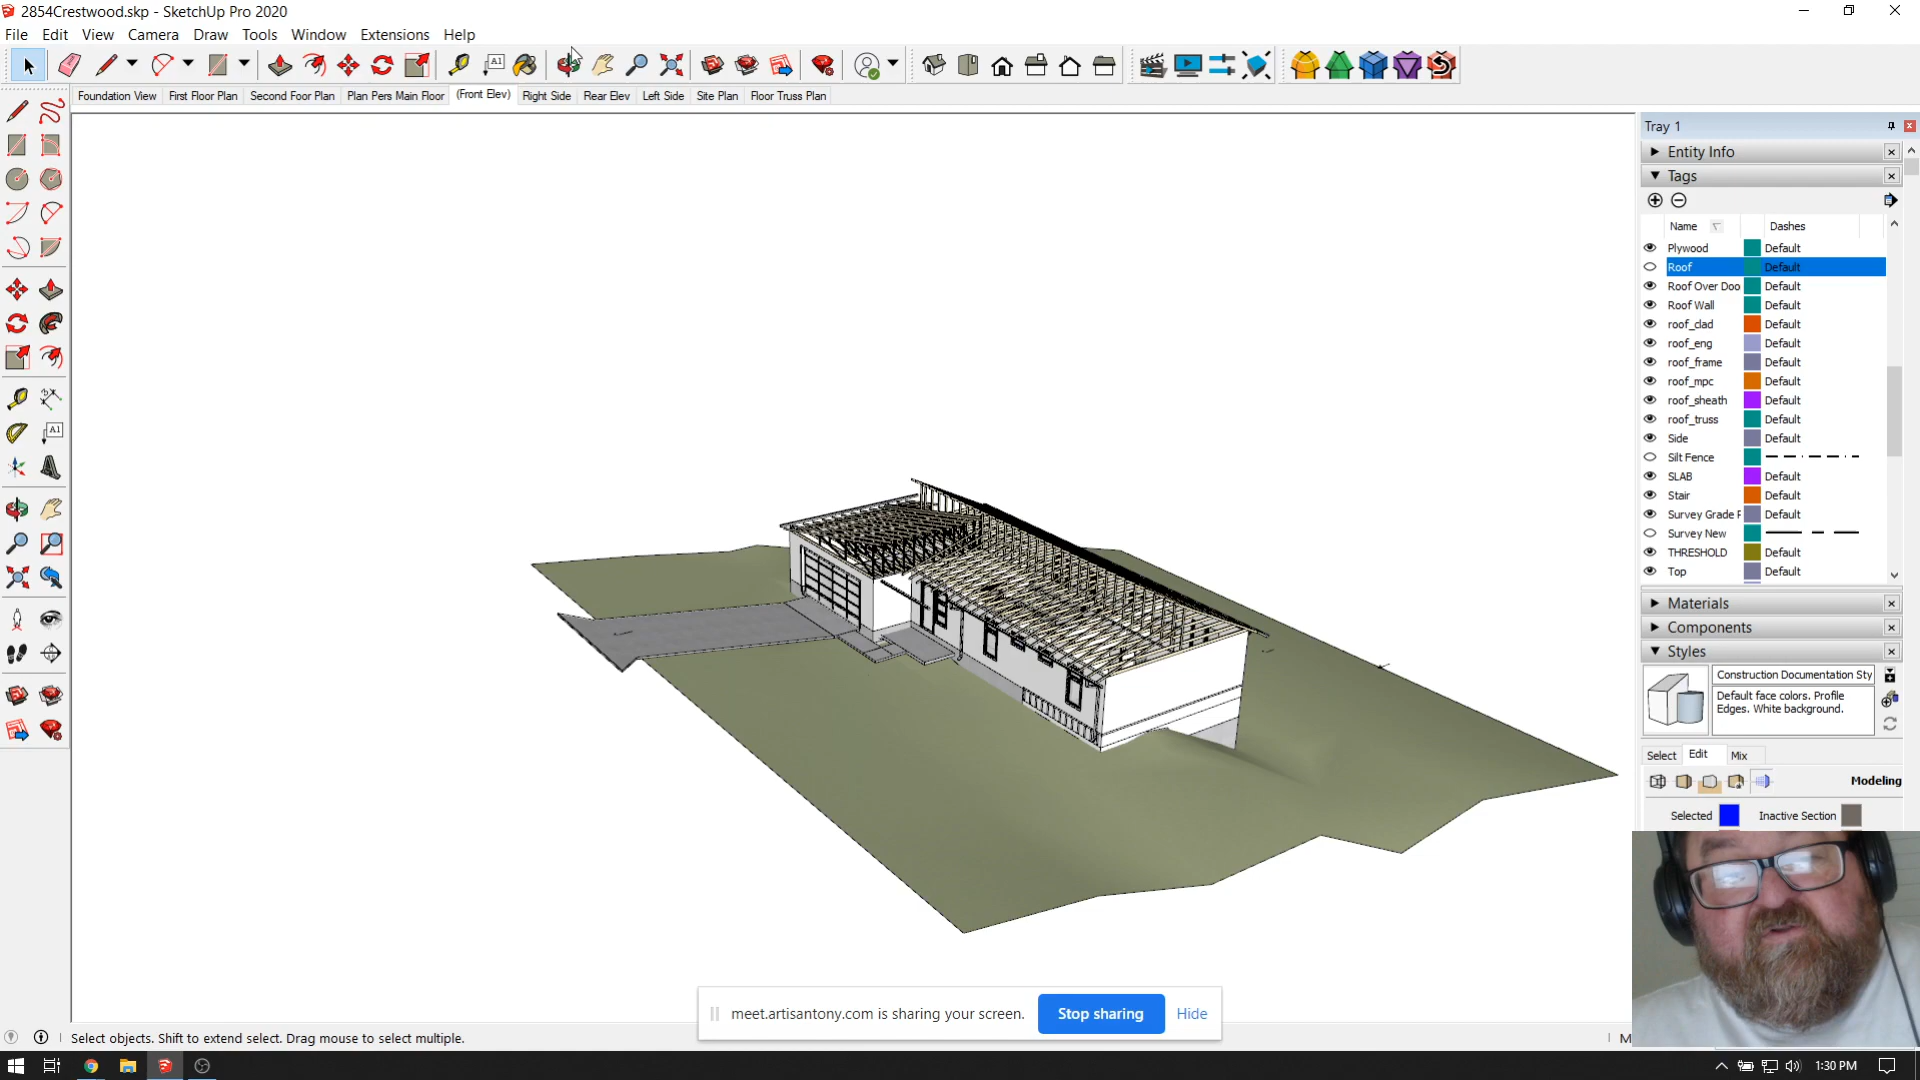 2854Crestwood.skp - SketchUp Pro 2020
File Edit View Camera Draw Tools Window Extensions Help
A1
Foundation View First Floor Plan Second Foor Plan Plan Pers Main Floor (Front Elev) Right Side Rear Elev Left Side Site Plan Floor Truss Plan
A1
Tray 1
Entity Info
Tags
Name Dashes
Plywood Default
Roof Default
Roof Over Doo Default
Roof Wall Default
roof_clad Default
roof_eng Default
roof_frame Default
roof_mpc Default
roof_sheath Default
roof_truss Default
Side Default
Silt Fence
SLAB Default
Stair Default
Survey Grade F Default
Survey New
THRESHOLD Default
Top Default
Materials
Components
Styles
Construction Documentation Sty
Default face colors. Profile
Edges. White background.
Select Edit Mix
Modeling
Selected Inactive Section
meet.artisantony.com is sharing your screen. Stop sharing Hide
Select objects. Shift to extend select. Drag mouse to select multiple.
M
1:30 PM